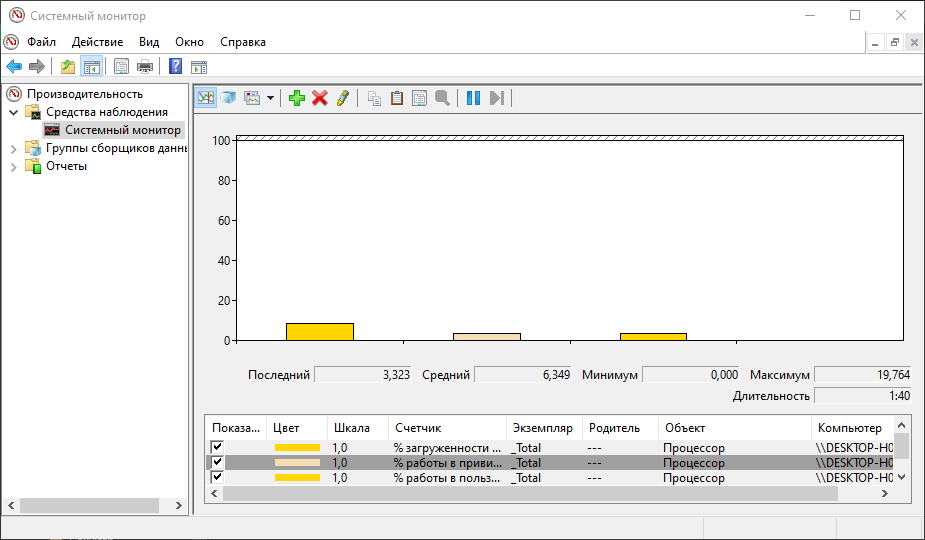 Системный монитор
Файл Действие Вид Окно Справка
Производительность
Средства наблюдения
Системный монитор
Группы сборщиков данн
Отчеты
100
80
60
40
20
0
Последний 3,323 Средний 6,349 Минимум 0,000 Максимум 19,764
Длительность 1:40
Показа... Цвет Шкала Счетчик Экземпляр Родитель Объект Компьютер
1,0 % загруженности ... _Total --- Процессор \\DESKTOP-H0
1,0 % работы в приви... _Total --- Процессор \\DESKTOP-H0
1,0 % работы в польз... _Total --- Процессор \\DESKTOP-H0